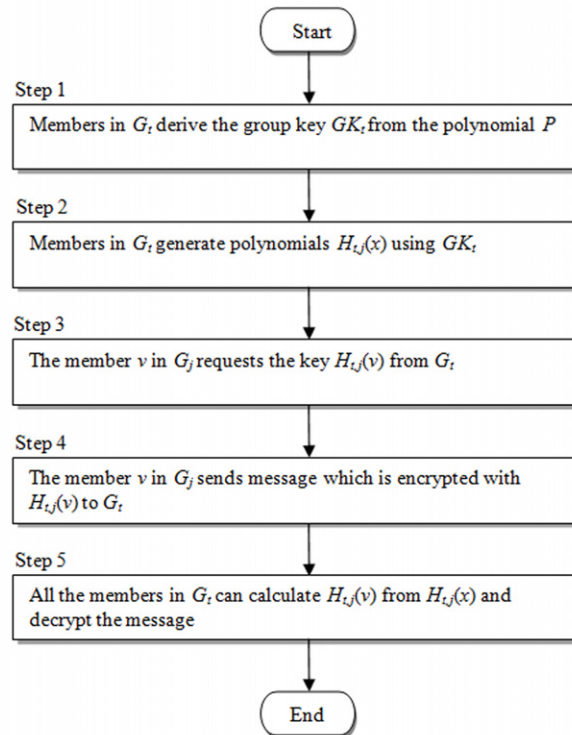 Start
Step 1
Members in Gₜ derive the group key GKₜ from the polynomial P
Step 2
Members in Gₜ generate polynomials Hₜ,ⱼ(x) using GKₜ
Step 3
The member v in Gⱼ requests the key Hₜ,ⱼ(v) from Gₜ
Step 4
The member v in Gⱼ sends message which is encrypted with
Hₜ,ⱼ(v) to Gₜ
Step 5
All the members in Gₜ can calculate Hₜ,ⱼ(v) from Hₜ,ⱼ(x) and
decrypt the message
End